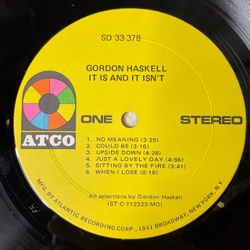 SD 33-378
GORDON HASKELL
IT IS AND IT ISN'T
ONE
STEREO
ATCO
1. NO MEANING (3:25)
2. COULD BE (3:16)
3. UPSIDE DOWN (4:28)
4. JUST A LOVELY DAY (4:56)
5. SITTING BY THE FIRE (3:41)
6. WHEN I LOSE (0:18)
All selections by Gordon Haskell
(ST-C-712323-MO)
MFG. BY ATLANTIC RECORDING CORP., 1841 BROADWAY, NEW YORK, N.Y.